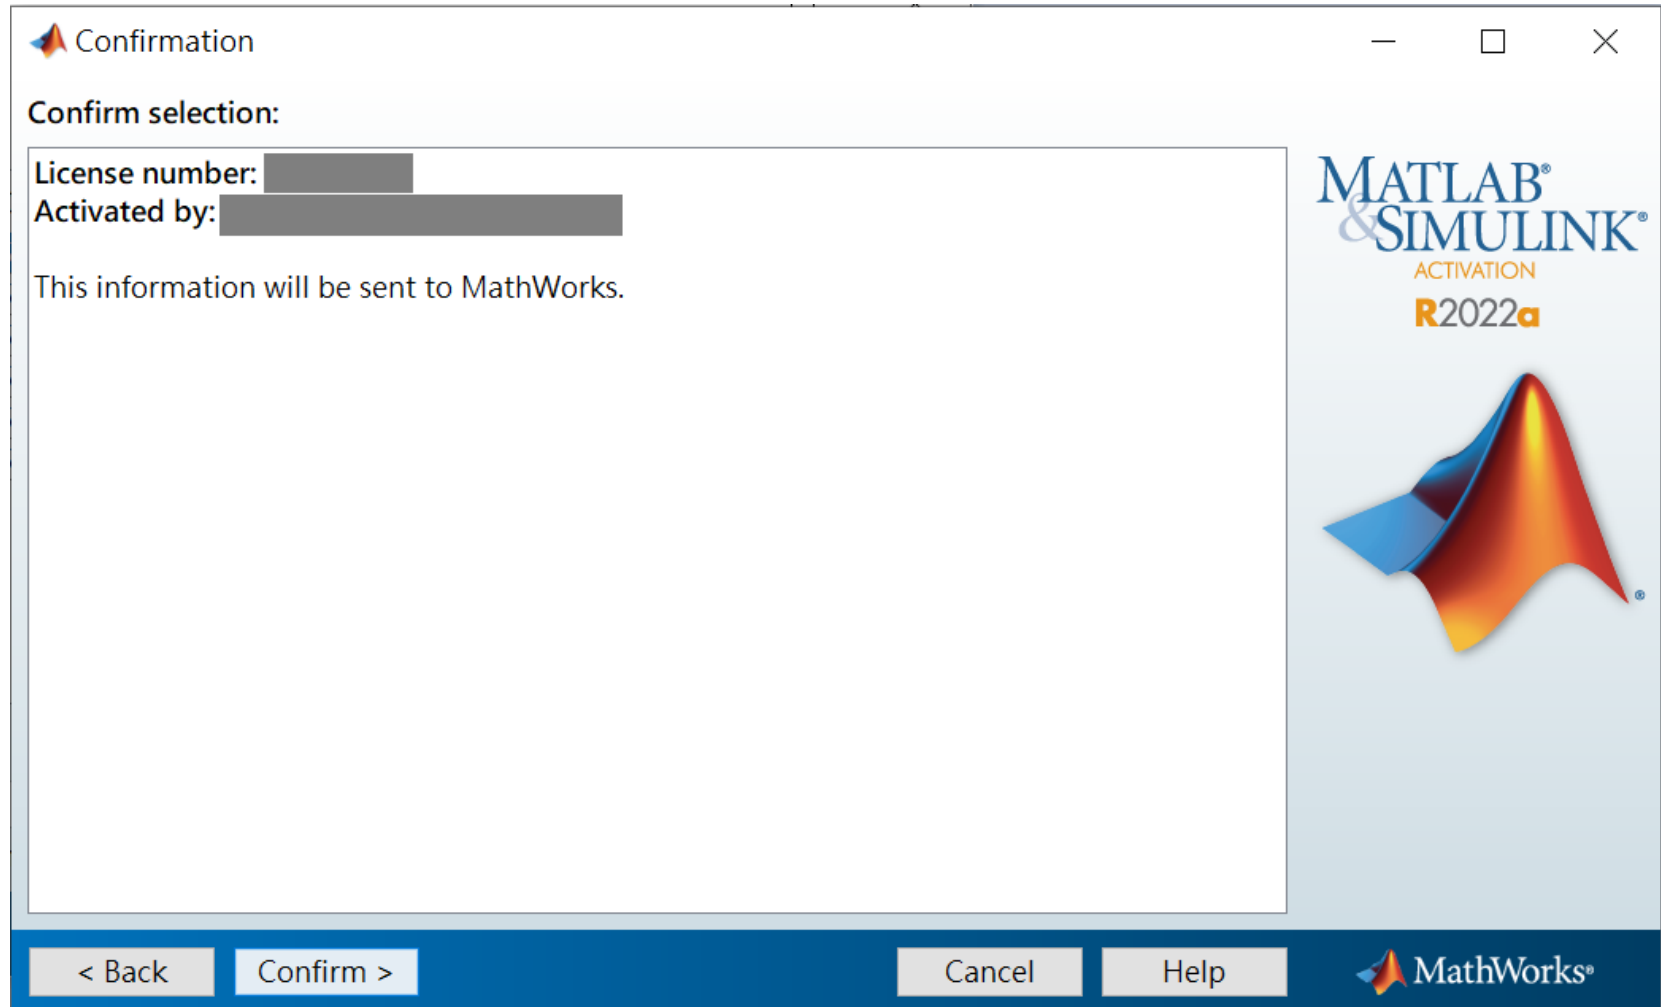 Confirmation
Confirm selection:
License number:
Activated by:
This information will be sent to MathWorks.
MATLAB®
&SIMULINK®
ACTIVATION
R2022a
®
< Back
Confirm >
Cancel
Help
MathWorks®